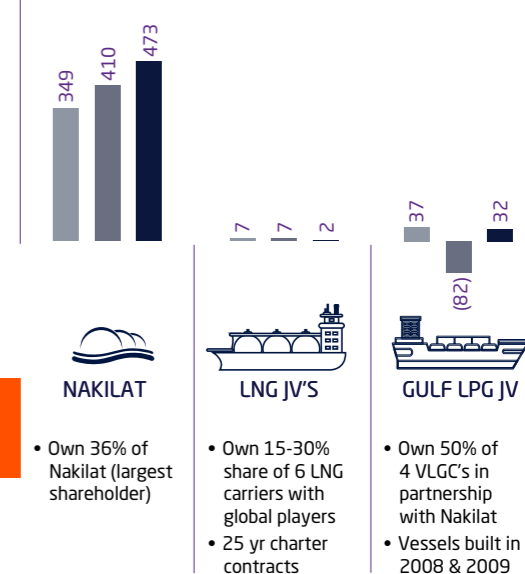 349
410
473
7
7
2
37
(82)
32
NAKILAT
LNG JV'S
GULF LPG JV
• Own 36% of
Nakilat (largest
shareholder)
• Own 15-30%
share of 6 LNG
carriers with
global players
• 25 yr charter
contracts
• Own 50% of
4 VLGC's in
partnership
with Nakilat
• Vessels built in
2008 & 2009